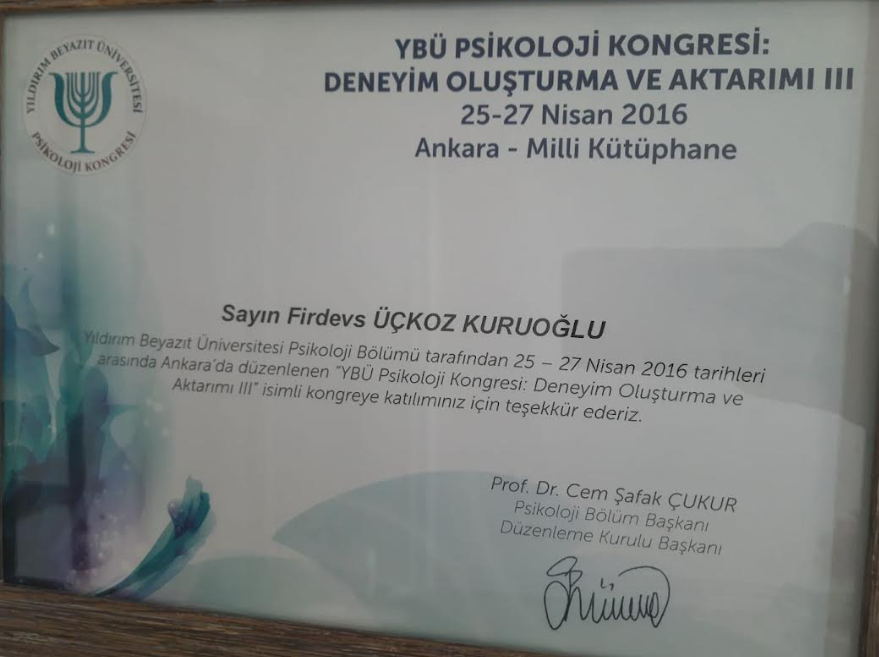 YILDIRIM BEYAZIT ÜNİVERSİTESİ
PSİKOLOJİ KONGRESİ
YBÜ PSİKOLOJİ KONGRESİ:
DENEYİM OLUŞTURMA VE AKTARIMI III
25-27 Nisan 2016
Ankara - Milli Kütüphane
Sayın Firdevs ÜÇKOZ KURUOĞLU
Yıldırım Beyazıt Üniversitesi Psikoloji Bölümü tarafından 25 – 27 Nisan 2016 tarihleri
arasında Ankara'da düzenlenen "YBÜ Psikoloji Kongresi: Deneyim Oluşturma ve
Aktarımı III" isimli kongreye katılımınız için teşekkür ederiz.
Prof. Dr. Cem Şafak ÇUKUR
Psikoloji Bölüm Başkanı
Düzenleme Kurulu Başkanı